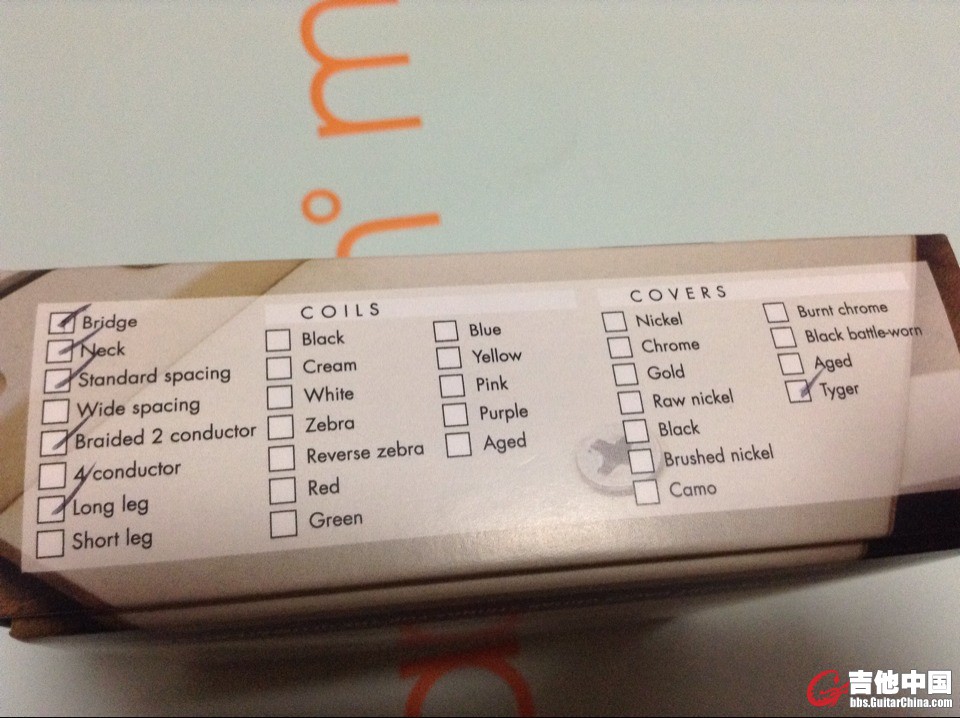 Bridge
Neck
Standard spacing
Wide spacing
Braided 2 conductor
4 conductor
Long leg
Short leg
COILS
Black
Cream
White
Zebra
Reverse zebra
Red
Green
Blue
Yellow
Pink
Purple
Aged
COVERS
Nickel
Chrome
Gold
Raw nickel
Black
Brushed nickel
Camo
Burnt chrome
Black battle-worn
Aged
Tyger
吉他中国
bbs.GuitarChina.com